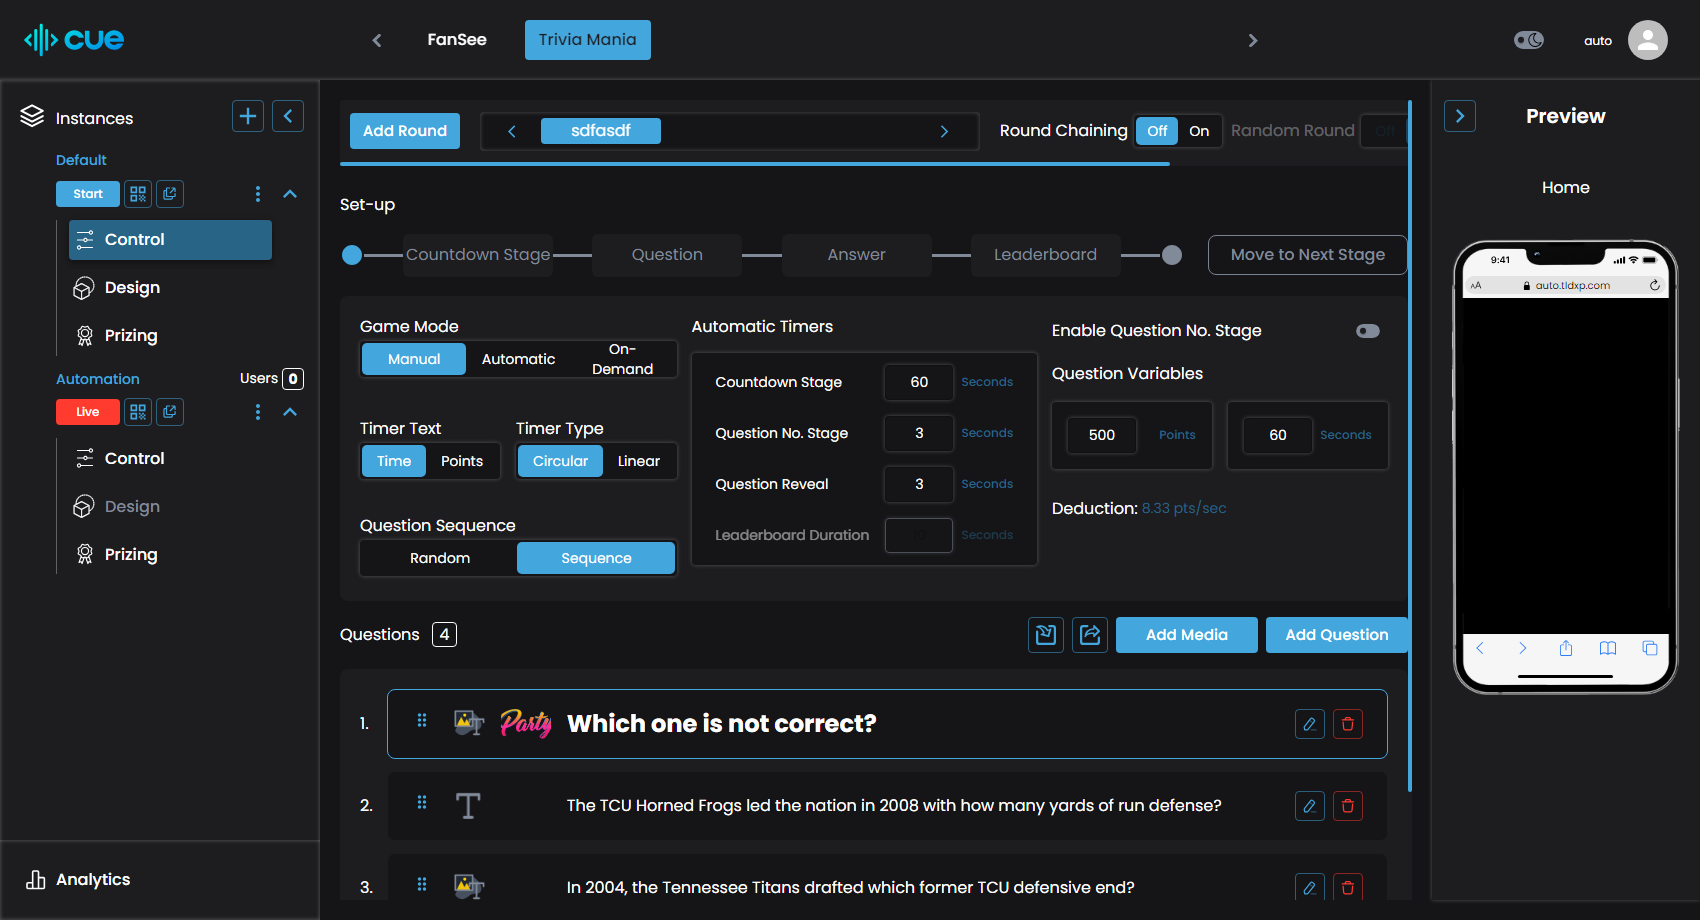 cue
FanSee
Trivia Mania
auto
Instances
Default
Start
Control
Design
Prizing
Automation
Users 0
Live
Control
Design
Prizing
Analytics
Add Round
sdfasdf
Round Chaining
Off
On
Random Round
Off
Set-up
Countdown Stage
Question
Answer
Leaderboard
Move to Next Stage
Game Mode
Manual
Automatic
On-
Demand
Timer Text
Time
Points
Timer Type
Circular
Linear
Question Sequence
Random
Sequence
Automatic Timers
Countdown Stage 60 Seconds
Question No. Stage 3 Seconds
Question Reveal 3 Seconds
Leaderboard Duration Seconds
Enable Question No. Stage
Question Variables
500 Points
60 Seconds
Deduction: 8.33 pts/sec
Questions 4
Add Media
Add Question
1. Party Which one is not correct?
2. T The TCU Horned Frogs led the nation in 2008 with how many yards of run defense?
3. In 2004, the Tennessee Titans drafted which former TCU defensive end?
Preview
Home
9:41
AA auto.tldxp.com